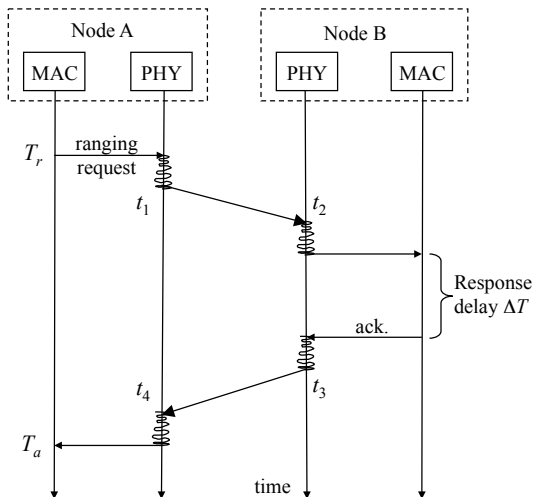 Node A
Node B
MAC
PHY
PHY
MAC
Tr
ranging
request
t1
t2
Response
delay ΔT
ack.
t4
t3
Ta
time